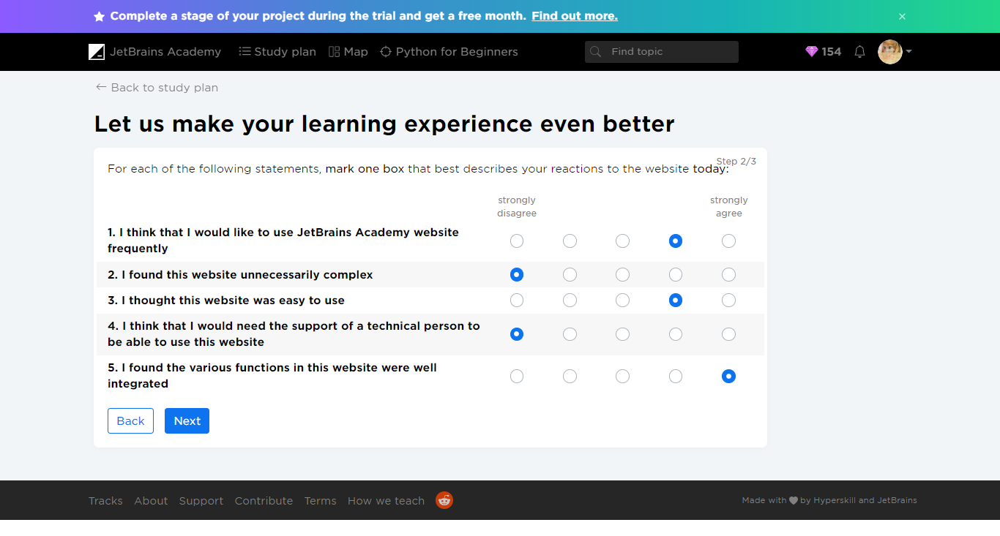 Complete a stage of your project during the trial and get a free month. Find out more.
JetBrains Academy Study plan Map Python for Beginners Find topic 154
Back to study plan
Let us make your learning experience even better
Step 2/3
For each of the following statements, mark one box that best describes your reactions to the website today:
strongly disagree
strongly agree
1. I think that I would like to use JetBrains Academy website
frequently
2. I found this website unnecessarily complex
3. I thought this website was easy to use
4. I think that I would need the support of a technical person to
be able to use this website
5. I found the various functions in this website were well
integrated
Back Next
Tracks About Support Contribute Terms How we teach Made with by Hyperskill and JetBrains